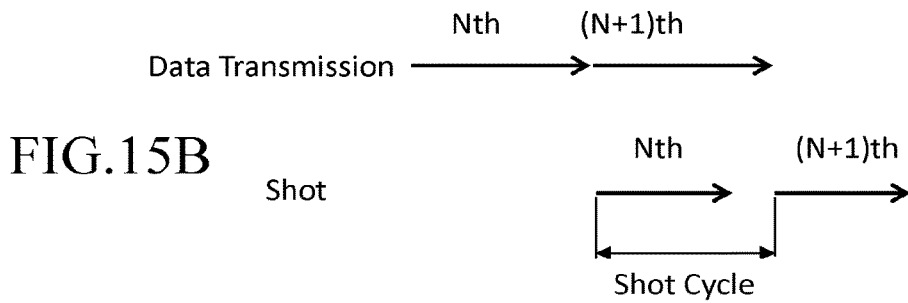 Nth (N+1)th
Data Transmission
FIG.15B
Nth (N+1)th
Shot
Shot Cycle